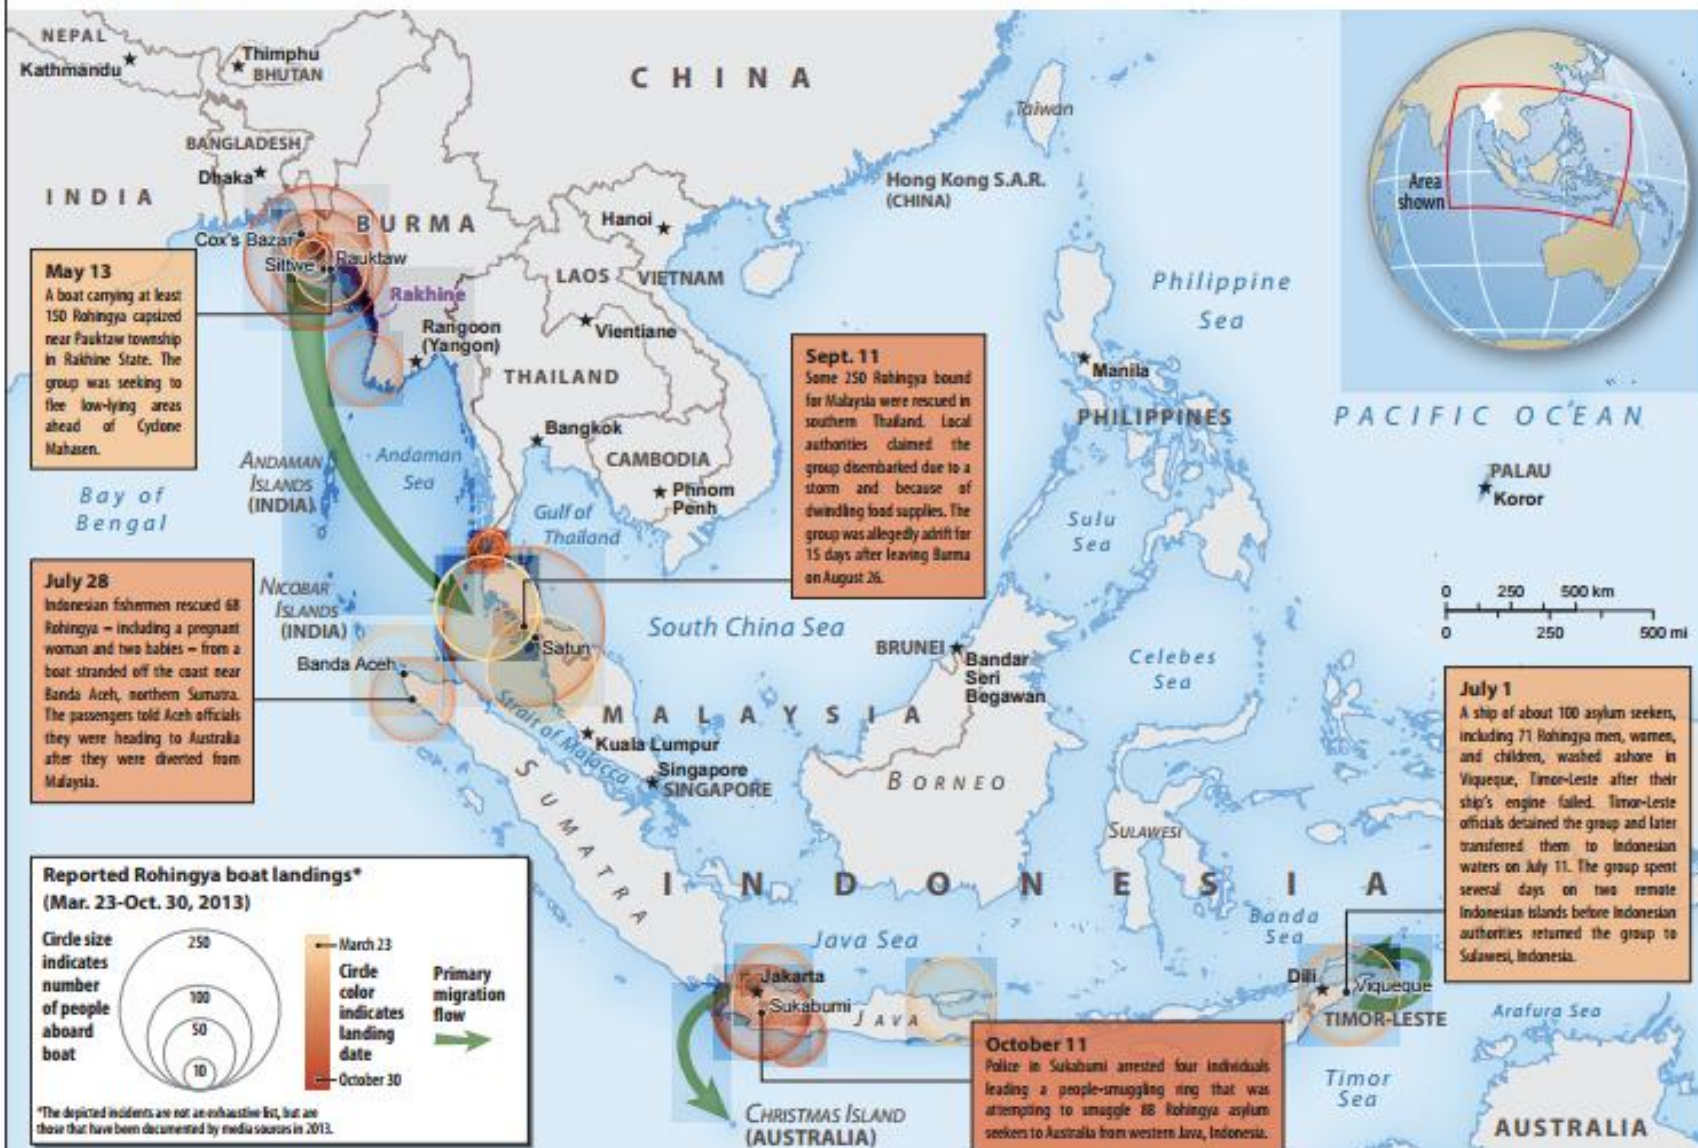 NEPAL
Kathmandu
Thimphu
BHUTAN
CHINA
Taiwan
BANGLADESH
Dhaka
INDIA
BURMA
Hanoi
Hong Kong S.A.R.
(CHINA)
Area
shown
Cox's Bazar
Sittwe
Pauktaw
LAOS
VIETNAM
Rakhine
Rangoon
(Yangon)
Vientiane
THAILAND
Philippine
Sea
Manila
PHILIPPINES
PACIFIC OCEAN
May 13
A boat carrying at least
150 Rohingya capsized
near Pauktaw township
in Rakhine State. The
group was seeking to
flee low-lying areas
ahead of Cyclone
Mahasen.
Sept. 11
Some 250 Rohingya bound
for Malaysia were rescued in
southern Thailand. Local
authorities claimed the
group disembarked due to a
storm and because of
dwindling food supplies. The
group was allegedly adrift for
15 days after leaving Burma
on August 26.
Bangkok
CAMBODIA
Phnom
Penh
ANDAMAN
ISLANDS
(INDIA)
Andaman
Sea
Gulf of
Thailand
Bay of
Bengal
Sulu
Sea
PALAU
Koror
July 28
Indonesian fishermen rescued 68
Rohingya – including a pregnant
woman and two babies – from a
boat stranded off the coast near
Banda Aceh, northern Sumatra.
The passengers told Aceh officials
they were heading to Australia
after they were diverted from
Malaysia.
NICOBAR
ISLANDS
(INDIA)
Banda Aceh
Satun
South China Sea
BRUNEI
Bandar
Seri
Begawan
Celebes
Sea
0 250 500 km
0 250 500 mi
Strait of Malacca
MALAYSIA
Kuala Lumpur
Singapore
SINGAPORE
BORNEO
SUMATRA
SULAWESI
INDONESIA
July 1
A ship of about 100 asylum seekers,
including 71 Rohingya men, women,
and children, washed ashore in
Viqueque, Timor-Leste after their
ship's engine failed. Timor-Leste
officials detained the group and later
transferred them to Indonesian
waters on July 11. The group spent
several days on two remote
Indonesian islands before Indonesian
authorities returned the group to
Sulawesi, Indonesia.
Banda
Sea
Java Sea
Jakarta
Sukabumi
JAVA
Dili
Viqueque
TIMOR-LESTE
Arafura Sea
Timor
Sea
AUSTRALIA
CHRISTMAS ISLAND
(AUSTRALIA)
October 11
Police in Sukabumi arrested four individuals
leading a people-smuggling ring that was
attempting to smuggle 88 Rohingya asylum
seekers to Australia from western Java, Indonesia.
Reported Rohingya boat landings*
(Mar. 23-Oct. 30, 2013)
Circle size
indicates
number
of people
aboard
boat
250
100
50
10
March 23
Circle
color
indicates
landing
date
October 30
Primary
migration
flow
*The depicted incidents are not an exhaustive list, but are
those that have been documented by media sources in 2013.